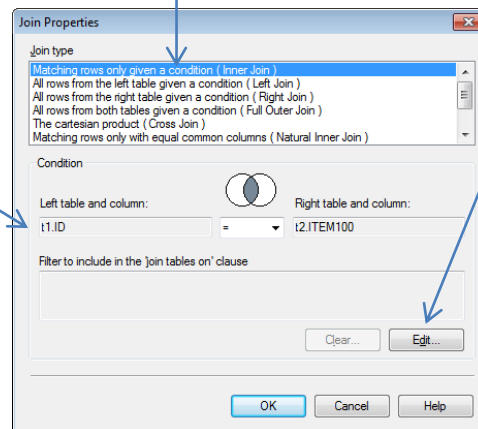 Join Properties
Join type
Matching rows only given a condition ( Inner Join )
All rows from the left table given a condition ( Left Join )
All rows from the right table given a condition ( Right Join )
All rows from both tables given a condition ( Full Outer Join )
The cartesian product ( Cross Join )
Matching rows only with equal common columns ( Natural Inner Join )
Condition
Left table and column: Right table and column:
t1.ID = t2.ITEM100
Filter to include in the 'join tables on' clause
Clear... Edit...
OK Cancel Help